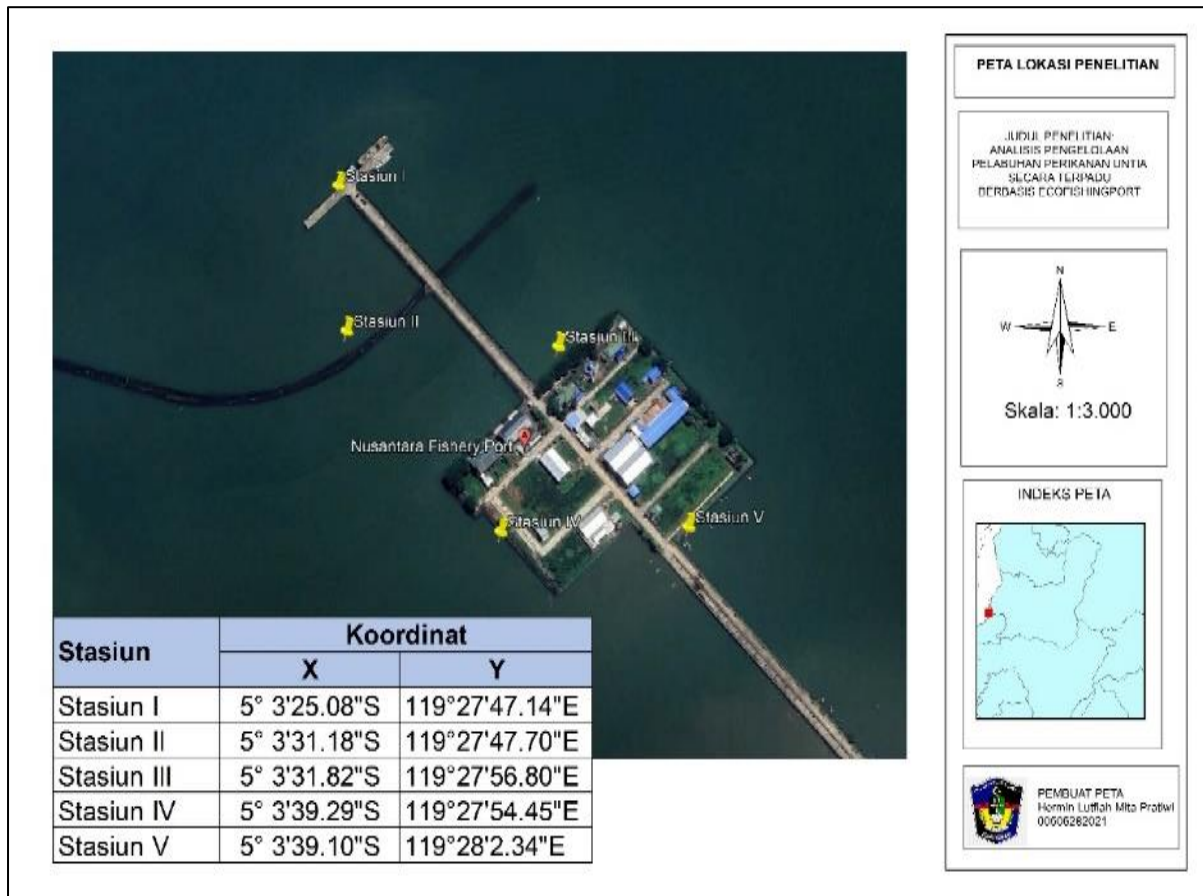 Stasiun I
Stasiun II
Stasiun III
Nusantara Fishery Port
Stasiun IV
Stasiun V
Stasiun Koordinat
X Y
Stasiun I 5° 3'25.08"S 119°27'47.14"E
Stasiun II 5° 3'31.18"S 119°27'47.70"E
Stasiun III 5° 3'31.82"S 119°27'56.80"E
Stasiun IV 5° 3'39.29"S 119°27'54.45"E
Stasiun V 5° 3'39.10"S 119°28'2.34"E
PETA LOKASI PENELITIAN
JUDUL PENELITIAN:
ANALISIS PENGELOLAAN
PELABUHAN PERIKANAN UNTIA
SECARA TERPADU
BERBASIS ECOFISHINGPORT
N
W E
S
Skala: 1:3.000
INDEKS PETA
PEMBUAT PETA
Hermin Lutfiah Mita Pratiwi
00506282021